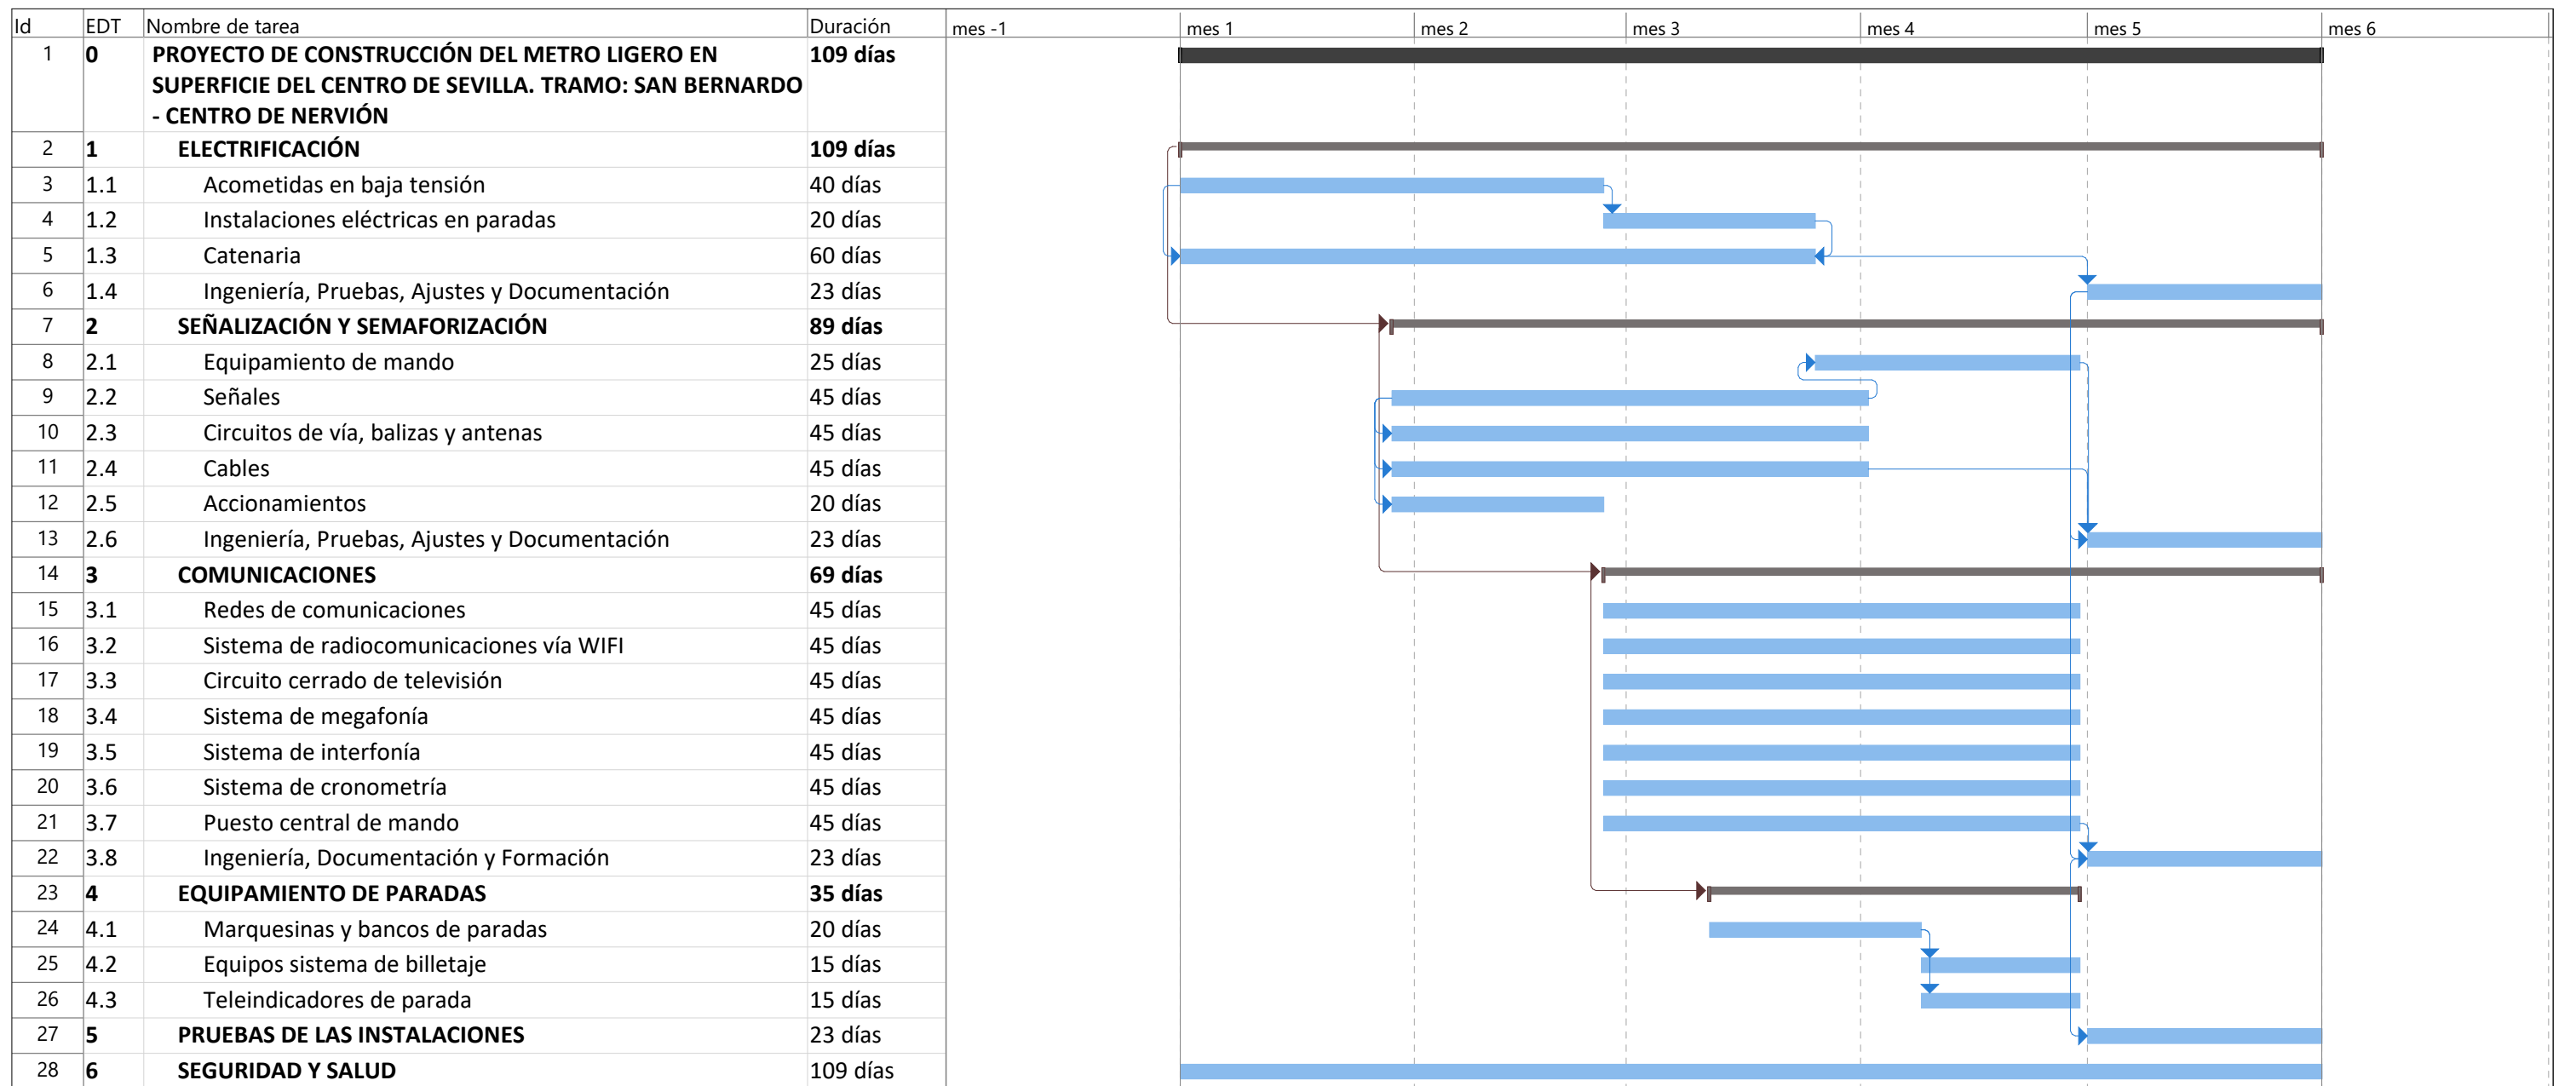 Id EDT Nombre de tarea Duración mes -1 mes 1 mes 2 mes 3 mes 4 mes 5 mes 6
1 0 PROYECTO DE CONSTRUCCIÓN DEL METRO LIGERO EN 109 días
SUPERFICIE DEL CENTRO DE SEVILLA. TRAMO: SAN BERNARDO
- CENTRO DE NERVIÓN
2 1 ELECTRIFICACIÓN 109 días
3 1.1 Acometidas en baja tensión 40 días
4 1.2 Instalaciones eléctricas en paradas 20 días
5 1.3 Catenaria 60 días
6 1.4 Ingeniería, Pruebas, Ajustes y Documentación 23 días
7 2 SEÑALIZACIÓN Y SEMAFORIZACIÓN 89 días
8 2.1 Equipamiento de mando 25 días
9 2.2 Señales 45 días
10 2.3 Circuitos de vía, balizas y antenas 45 días
11 2.4 Cables 45 días
12 2.5 Accionamientos 20 días
13 2.6 Ingeniería, Pruebas, Ajustes y Documentación 23 días
14 3 COMUNICACIONES 69 días
15 3.1 Redes de comunicaciones 45 días
16 3.2 Sistema de radiocomunicaciones vía WIFI 45 días
17 3.3 Circuito cerrado de televisión 45 días
18 3.4 Sistema de megafonía 45 días
19 3.5 Sistema de interfonía 45 días
20 3.6 Sistema de cronometría 45 días
21 3.7 Puesto central de mando 45 días
22 3.8 Ingeniería, Documentación y Formación 23 días
23 4 EQUIPAMIENTO DE PARADAS 35 días
24 4.1 Marquesinas y bancos de paradas 20 días
25 4.2 Equipos sistema de billetaje 15 días
26 4.3 Teleindicadores de parada 15 días
27 5 PRUEBAS DE LAS INSTALACIONES 23 días
28 6 SEGURIDAD Y SALUD 109 días